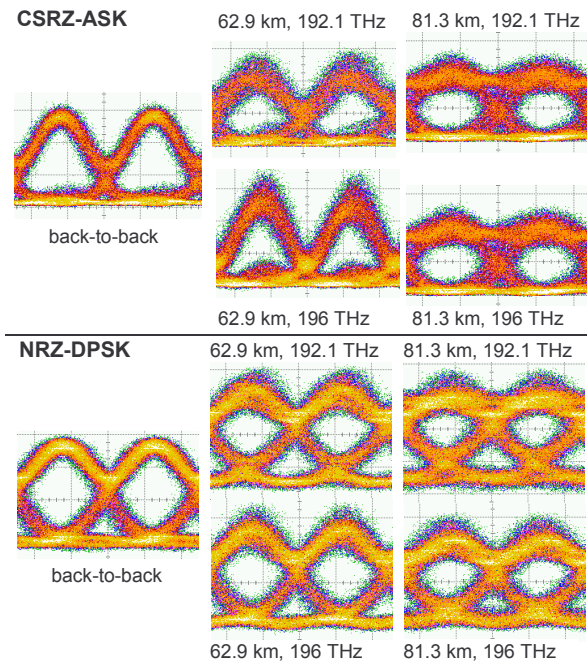 CSRZ-ASK
62.9 km, 192.1 THz
81.3 km, 192.1 THz
back-to-back
62.9 km, 196 THz
81.3 km, 196 THz
NRZ-DPSK
62.9 km, 192.1 THz
81.3 km, 192.1 THz
back-to-back
62.9 km, 196 THz
81.3 km, 196 THz